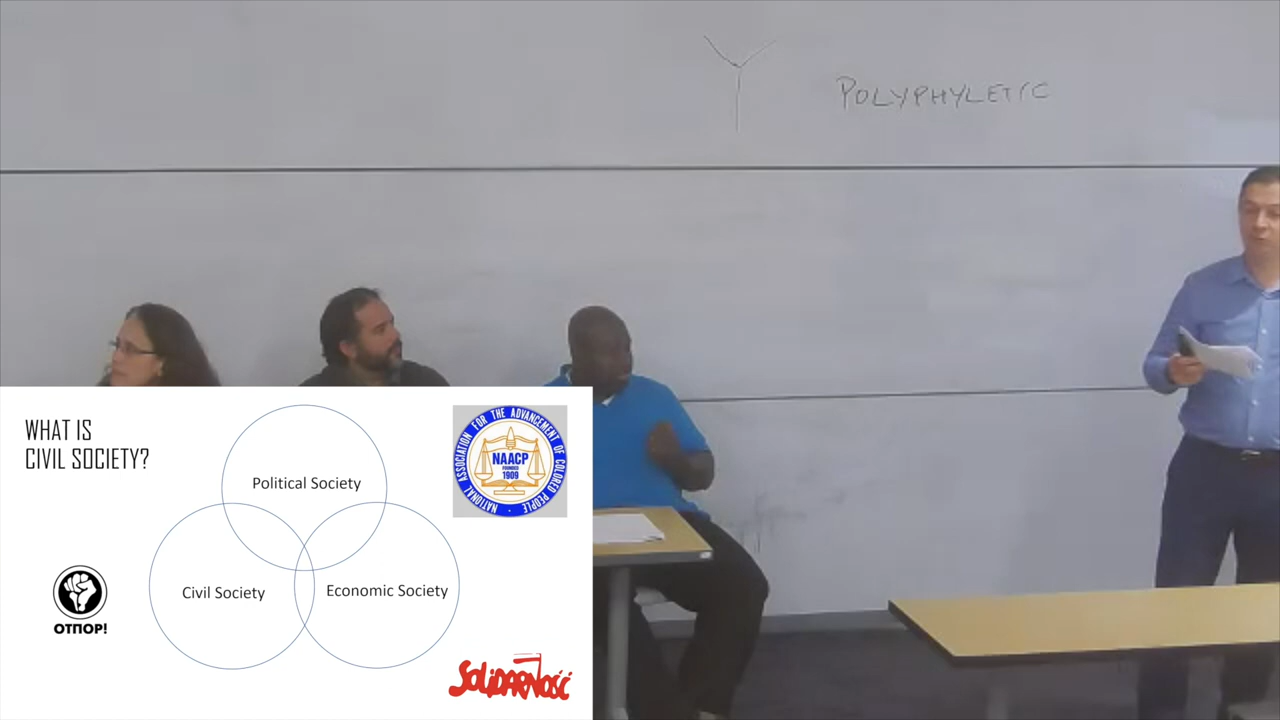 POLYPHYLETIC
WHAT IS
CIVIL SOCIETY?
Political Society
Civil Society
Economic Society
NATIONAL ASSOCIATION FOR THE ADVANCEMENT OF COLORED PEOPLE
NAACP
FOUNDED
1909
ОТПОР!
SOLIDARNOŚĆ